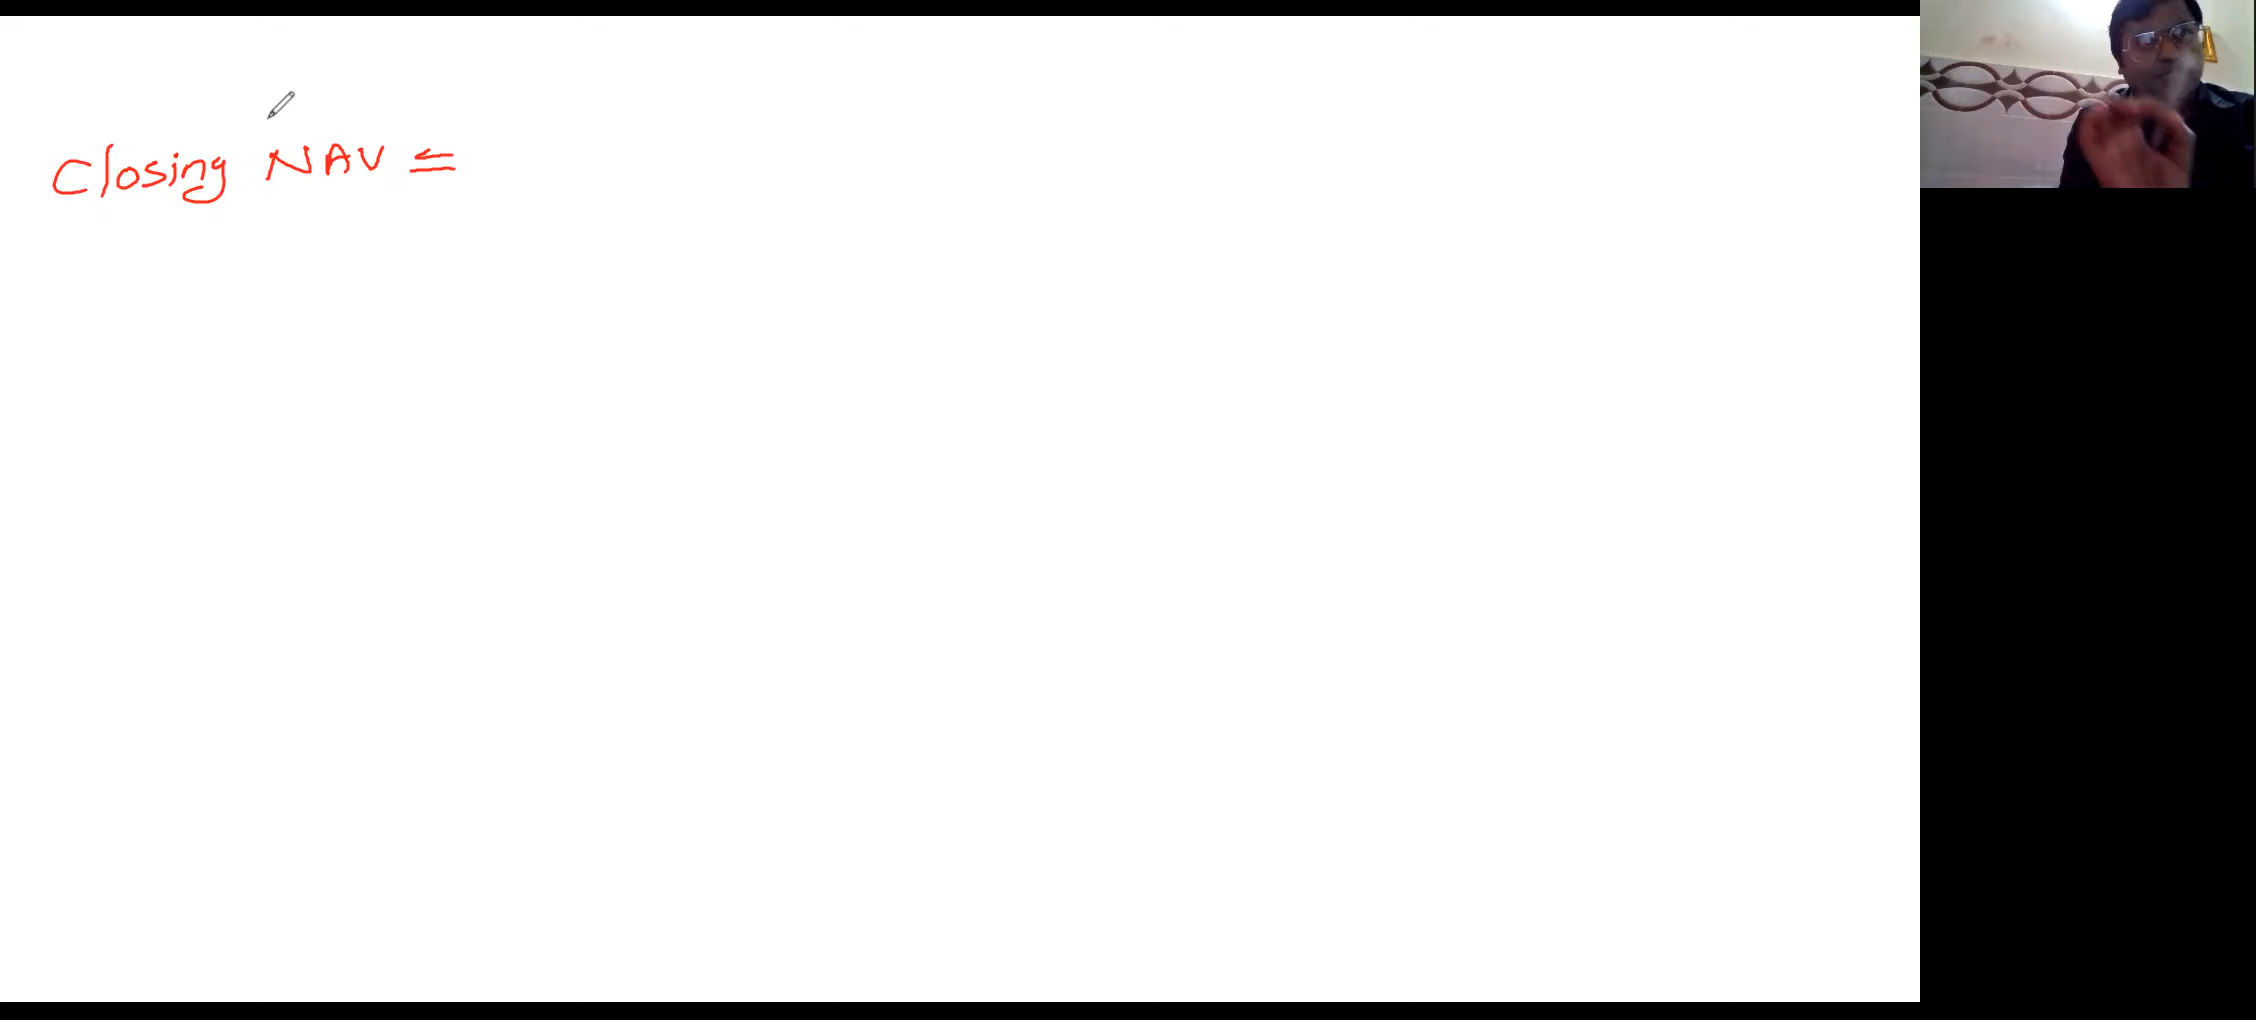 Closing NAV =